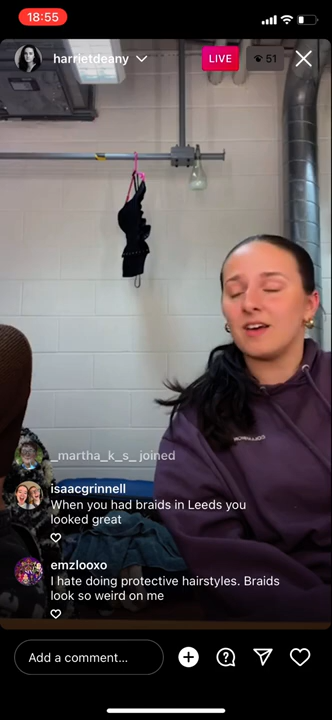 18:55
harrietdeany
LIVE
51
_martha_k_s_ joined
isaacgrinnell
When you had braids in Leeds you
looked great
emzlooxo
I hate doing protective hairstyles. Braids
look so weird on me
Add a comment...